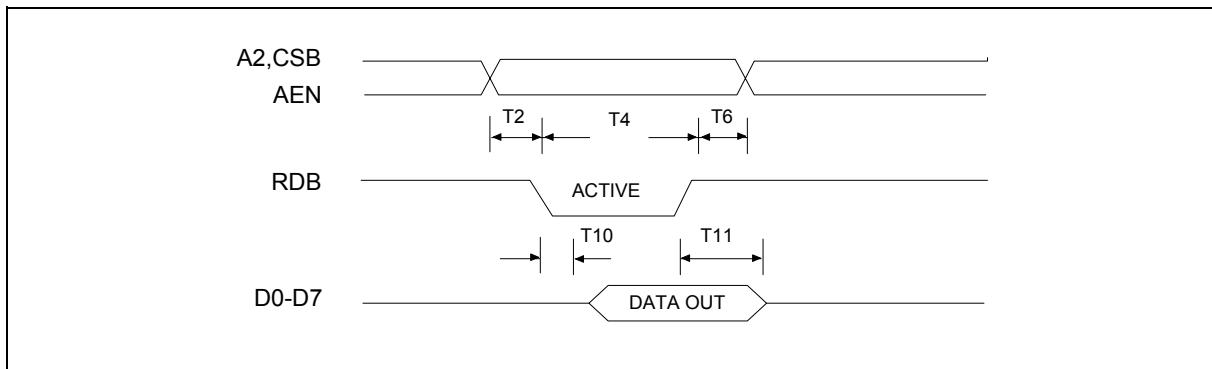 A2,CSB
AEN
T2
T4
T6
RDB
ACTIVE
T10
T11
D0-D7
DATA OUT